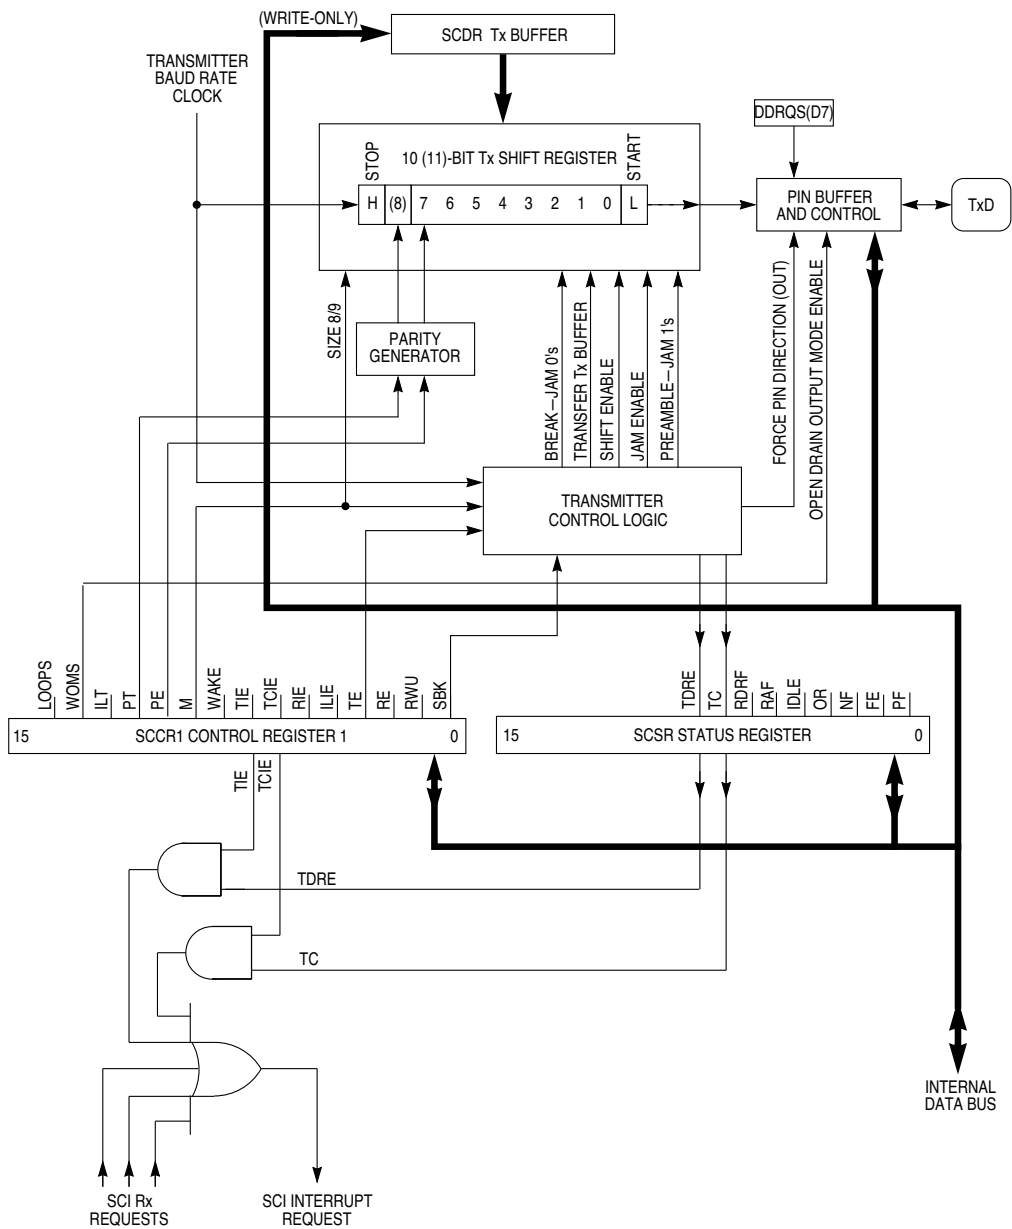 (WRITE-ONLY)
SCDR Tx BUFFER
TRANSMITTER
BAUD RATE
CLOCK
DDRQS(D7)
STOP
10 (11)-BIT Tx SHIFT REGISTER
START
H (8) 7 6 5 4 3 2 1 0 L
PIN BUFFER
AND CONTROL
TxD
SIZE 8/9
PARITY
GENERATOR
BREAK—JAM 0's
TRANSFER Tx BUFFER
SHIFT ENABLE
JAM ENABLE
PREAMBLE—JAM 1's
FORCE PIN DIRECTION (OUT)
OPEN DRAIN OUTPUT MODE ENABLE
TRANSMITTER
CONTROL LOGIC
LOOPS
WOMS
ILT
PT
PE
M
WAKE
TIE
TCIE
RIE
ILIE
TE
RE
RWU
SBK
TDRE
TC
RDRF
RAF
IDLE
OR
NF
FE
PF
15 SCCR1 CONTROL REGISTER 1 0
15 SCSR STATUS REGISTER 0
TIE
TCIE
TDRE
TC
INTERNAL
DATA BUS
SCI Rx
REQUESTS
SCI INTERRUPT
REQUEST